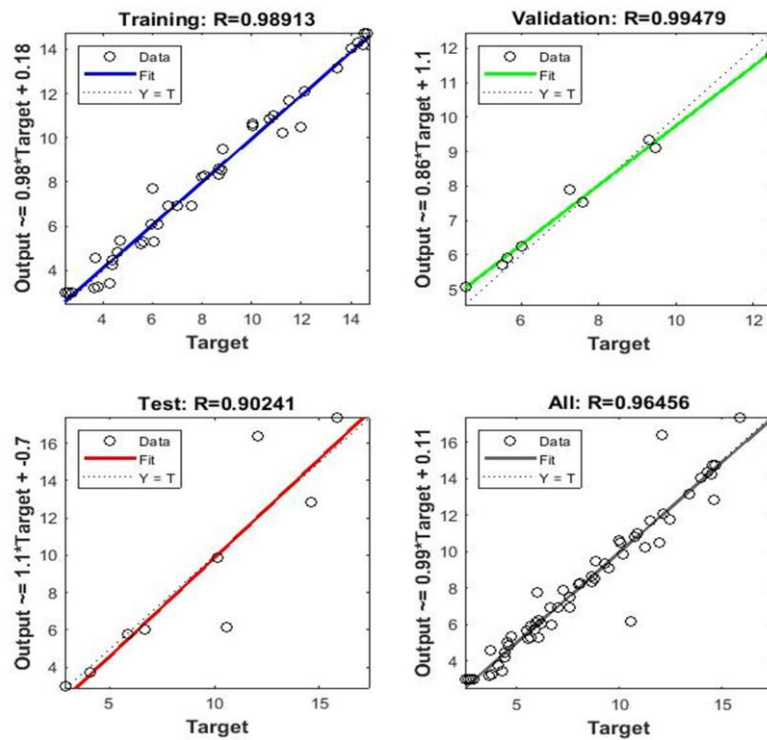 Training: R=0.98913
Output ~= 0.98*Target + 0.18
14
12
10
8
6
4
Data
Fit
Y = T
4 6 8 10 12 14
Target
Validation: R=0.99479
Output ~= 0.86*Target + 1.1
12
11
10
9
8
7
6
5
Data
Fit
Y = T
6 8 10 12
Target
Test: R=0.90241
Output ~= 1.1*Target + -0.7
16
14
12
10
8
6
4
Data
Fit
Y = T
5 10 15
Target
All: R=0.96456
Output ~= 0.99*Target + 0.11
16
14
12
10
8
6
4
Data
Fit
Y = T
5 10 15
Target